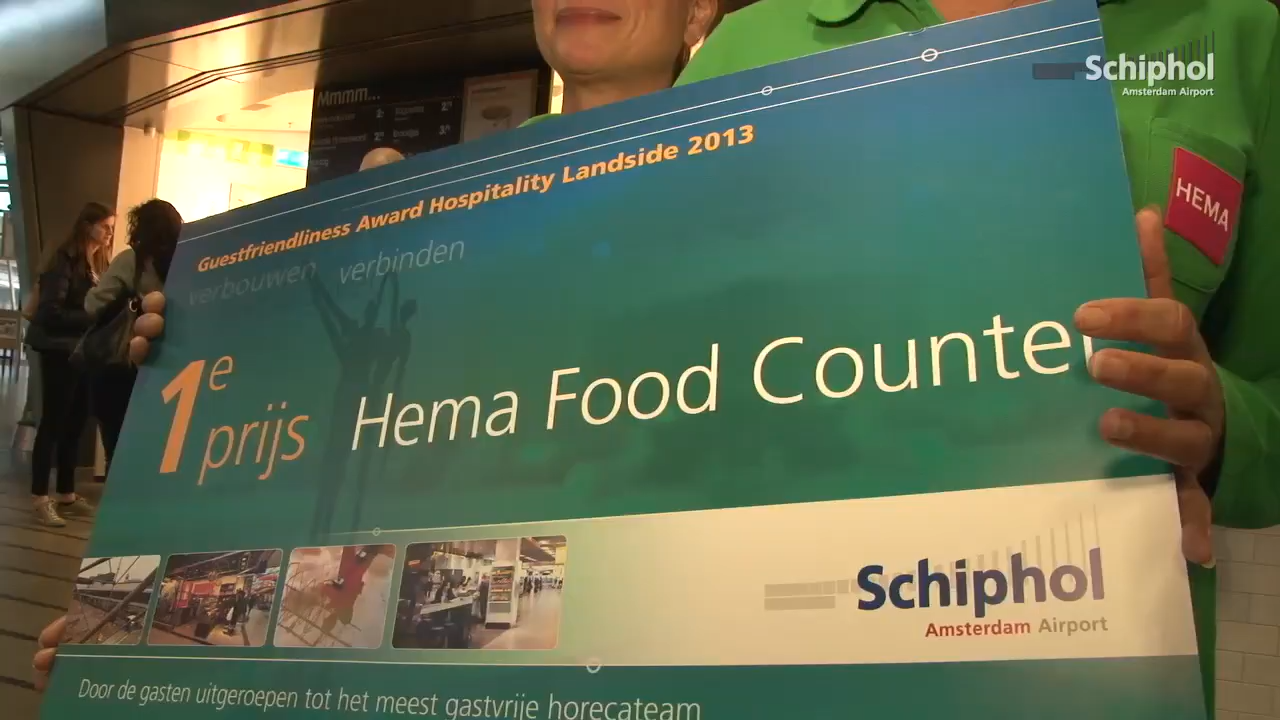 Schiphol
Amsterdam Airport
Mmmm...
HEMA
Guestfriendliness Award Hospitality Landside 2013
verbouwen verbinden
1e prijs
Hema Food Counte
Schiphol
Amsterdam Airport
Door de gasten uitgeroepen tot het meest gastvrije horecateam